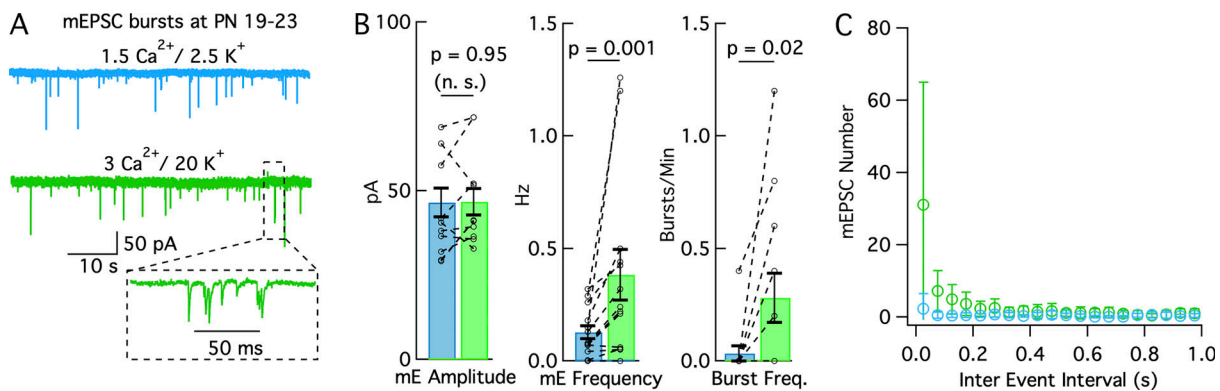 A
mEPSC bursts at PN 19-23
1.5 Ca²⁺/ 2.5 K⁺
3 Ca²⁺/ 20 K⁺
50 pA
10 s
50 ms
B
100
50
0
pA
p = 0.95
(n. s.)
mE Amplitude
1.5
1.0
0.5
0.0
Hz
p = 0.001
mE Frequency
1.5
1.0
0.5
0.0
Bursts/Min
p = 0.02
Burst Freq.
C
80
60
40
20
0
mEPSC Number
0.0 0.2 0.4 0.6 0.8 1.0
Inter Event Interval (s)